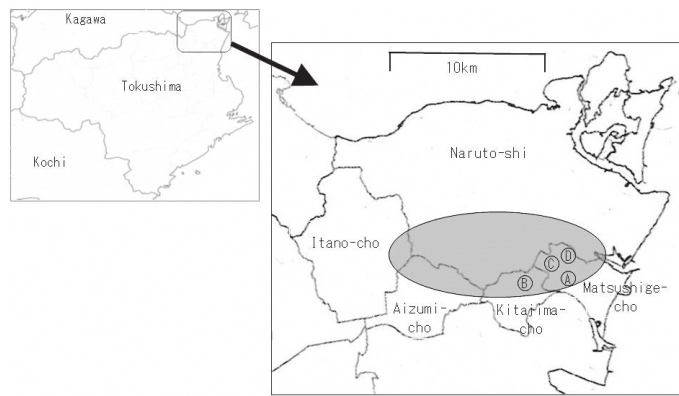 Kagawa
Tokushima
Kochi
10km
Naruto-shi
Itano-cho
D
C
B
A
Matsushige-
cho
Aizumi-
cho
Kitajima-
cho